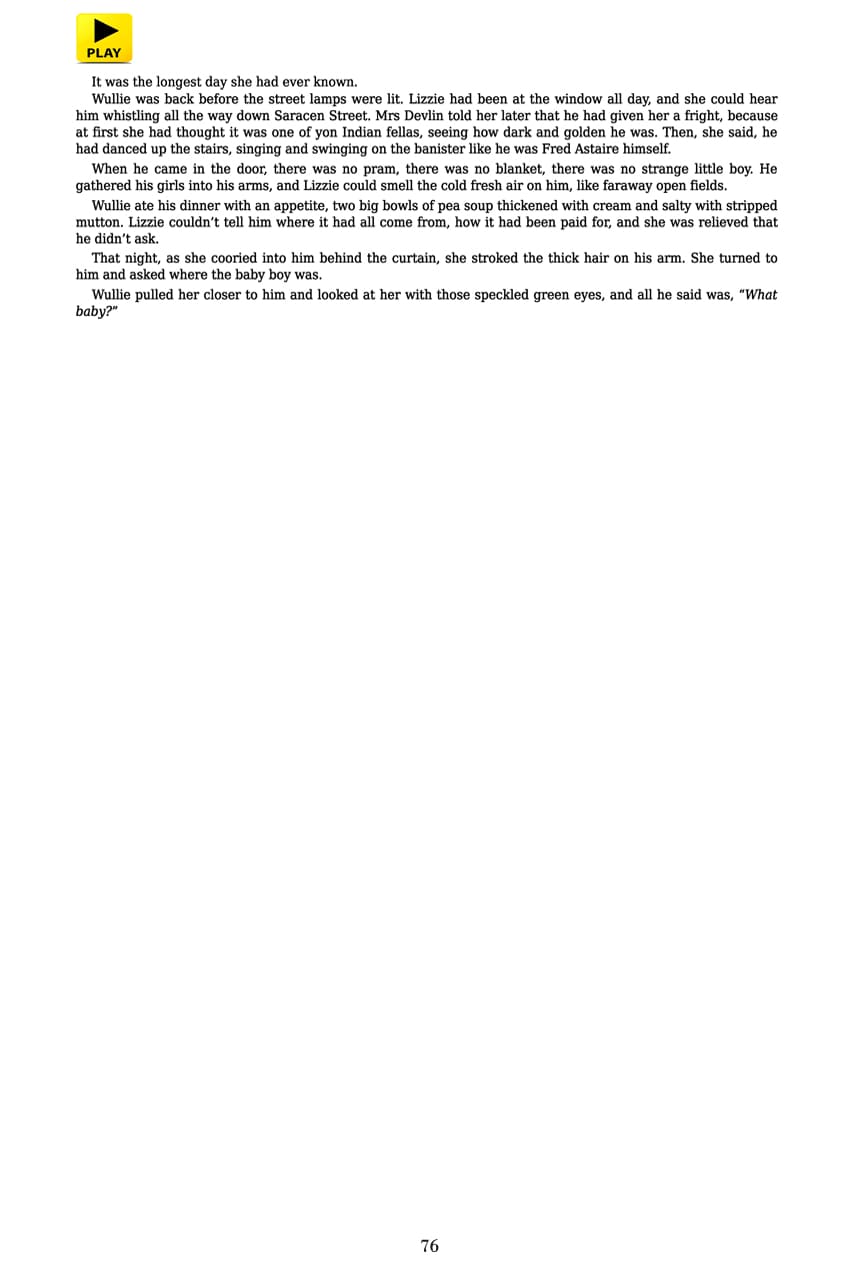 PLAY
It was the longest day she had ever known.
Wullie was back before the street lamps were lit. Lizzie had been at the window all day, and she could hear
him whistling all the way down Saracen Street. Mrs Devlin told her later that he had given her a fright, because
at first she had thought it was one of yon Indian fellas, seeing how dark and golden he was. Then, she said, he
had danced up the stairs, singing and swinging on the banister like he was Fred Astaire himself.
When he came in the door, there was no pram, there was no blanket, there was no strange little boy. He
gathered his girls into his arms, and Lizzie could smell the cold fresh air on him, like faraway open fields.
Wullie ate his dinner with an appetite, two big bowls of pea soup thickened with cream and salty with stripped
mutton. Lizzie couldn’t tell him where it had all come from, how it had been paid for, and she was relieved that
he didn’t ask.
That night, as she cooried into him behind the curtain, she stroked the thick hair on his arm. She turned to
him and asked where the baby boy was.
Wullie pulled her closer to him and looked at her with those speckled green eyes, and all he said was, “What
baby?”
76